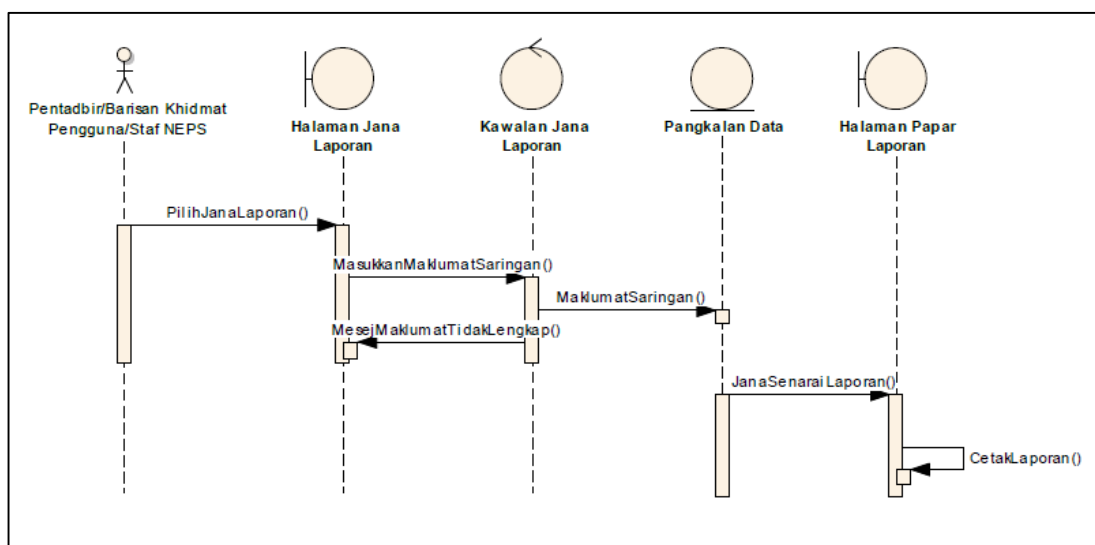 Pentadbir/Barisan Khidmat
Pengguna/Staf NEPS
Halaman Jana
Laporan
Kawalan Jana
Laporan
Pangkalan Data
Halaman Papar
Laporan
PilihJanaLaporan()
MasukkanMaklumatSaringan()
MaklumatSaringan()
MesejMaklumatTidakLengkap()
JanaSenaraiLaporan()
CetakLaporan()